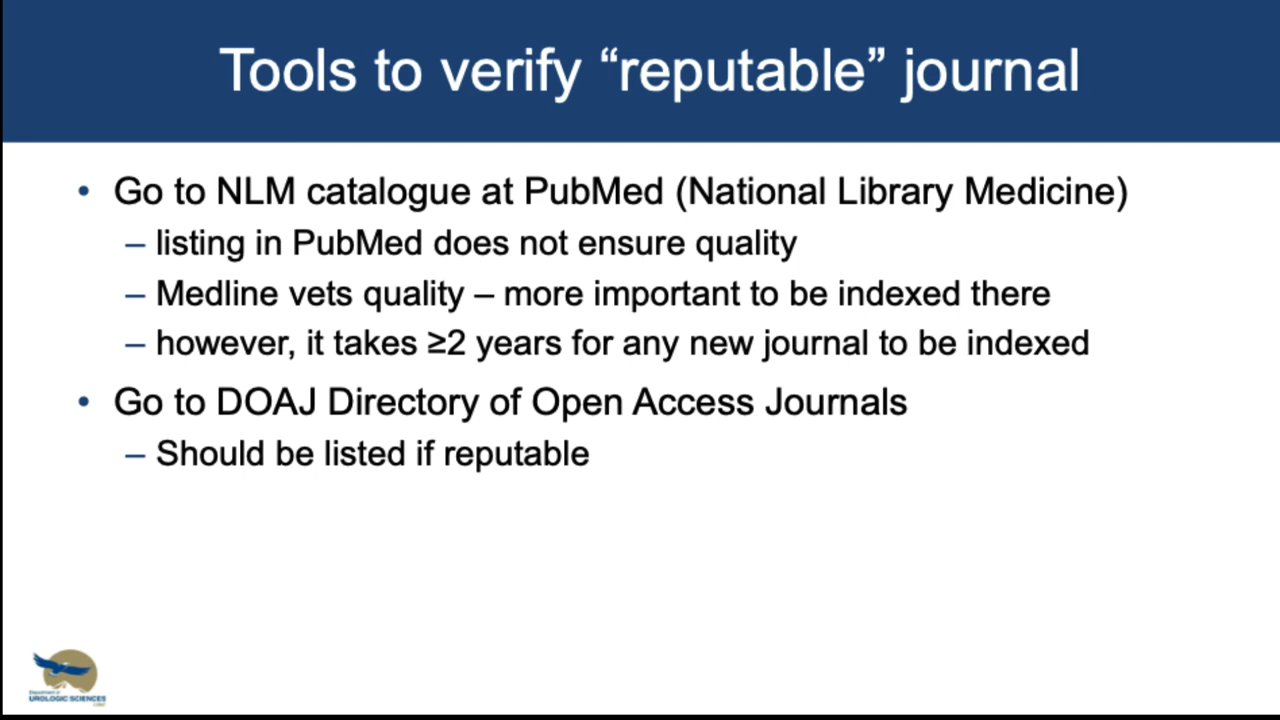 Tools to verify “reputable” journal
• Go to NLM catalogue at PubMed (National Library Medicine)
– listing in PubMed does not ensure quality
– Medline vets quality – more important to be indexed there
– however, it takes ≥2 years for any new journal to be indexed
• Go to DOAJ Directory of Open Access Journals
– Should be listed if reputable
Department of
UROLOGIC SCIENCES
UBC